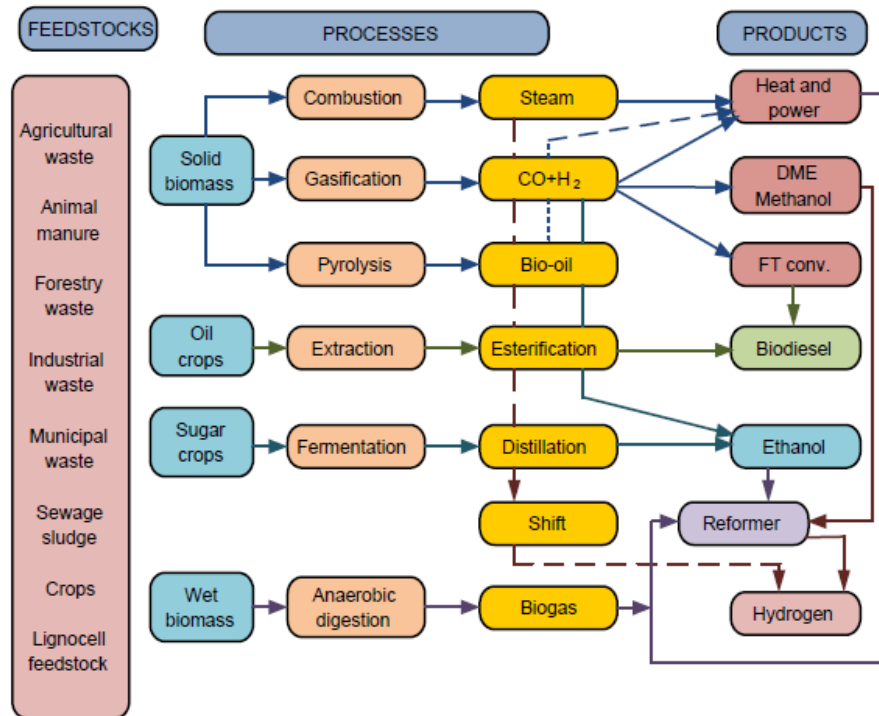 FEEDSTOCKS
PROCESSES
PRODUCTS
Agricultural
waste
Animal
manure
Forestry
waste
Industrial
waste
Municipal
waste
Sewage
sludge
Crops
Lignocell
feedstock
Solid
biomass
Combustion
Steam
Heat and
power
Gasification
CO+H₂
DME
Methanol
Pyrolysis
Bio-oil
FT conv.
Oil
crops
Extraction
Esterification
Biodiesel
Sugar
crops
Fermentation
Distillation
Ethanol
Shift
Reformer
Wet
biomass
Anaerobic
digestion
Biogas
Hydrogen